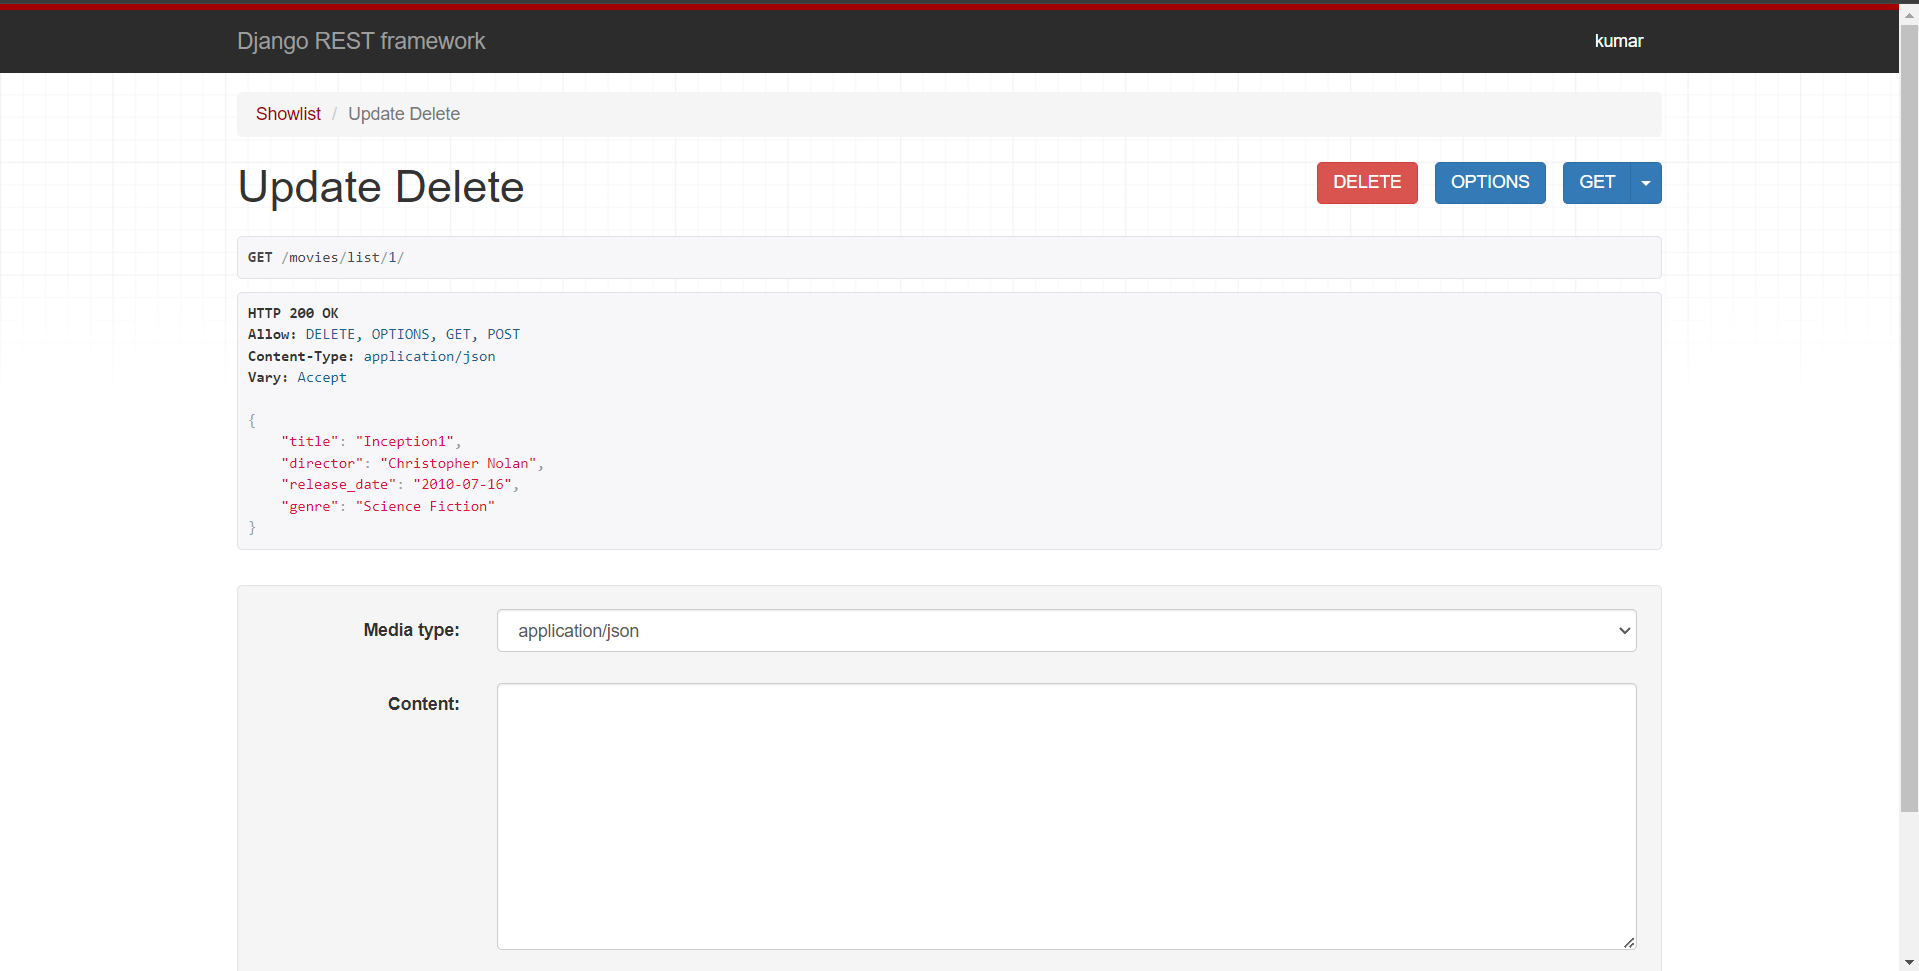 Django REST framework
kumar
Showlist / Update Delete
Update Delete
DELETE
OPTIONS
GET
GET /movies/list/1/
HTTP 200 OK
Allow: DELETE, OPTIONS, GET, POST
Content-Type: application/json
Vary: Accept
{
"title": "Inception1",
"director": "Christopher Nolan",
"release_date": "2010-07-16",
"genre": "Science Fiction"
}
Media type:
application/json
Content: